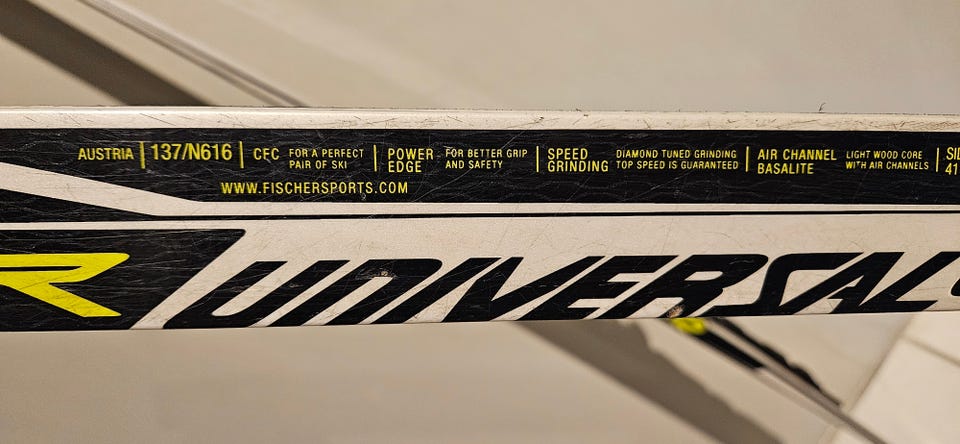 AUSTRIA | 137/N616 | CFC FOR A PERFECT PAIR OF SKI | POWER EDGE FOR BETTER GRIP AND SAFETY | SPEED GRINDING DIAMOND TUNED GRINDING TOP SPEED IS GUARANTEED | AIR CHANNEL BASALITE LIGHT WOOD CORE WITH AIR CHANNELS |
WWW.FISCHERSPORTS.COM
R UNIVERSAL